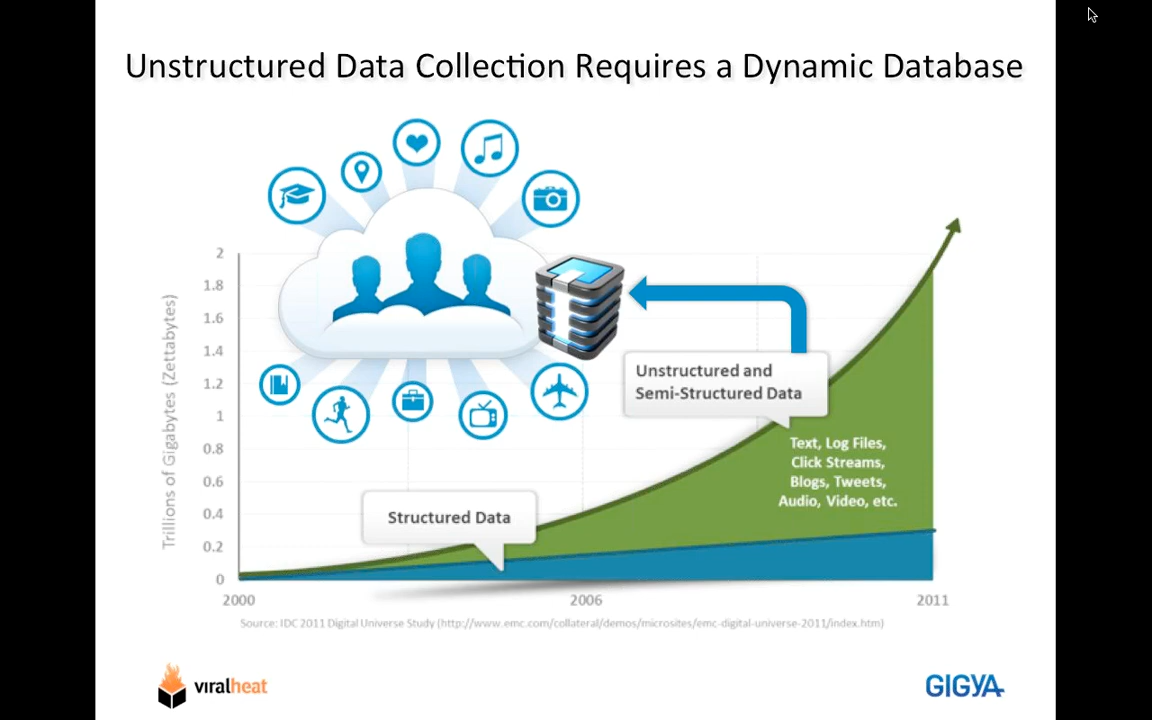 Unstructured Data Collection Requires a Dynamic Database
Trillions of Gigabytes (Zettabytes)
2
1.8
1.6
1.4
1.2
1
0.8
0.6
0.4
0.2
0
Unstructured and
Semi-Structured Data
Text, Log Files,
Click Streams,
Blogs, Tweets,
Audio, Video, etc.
Structured Data
2000
2006
2011
Source: IDC 2011 Digital Universe Study (http://www.emc.com/collateral/demos/microsites/emc-digital-universe-2011/index.htm)
viralheat
GIGYA